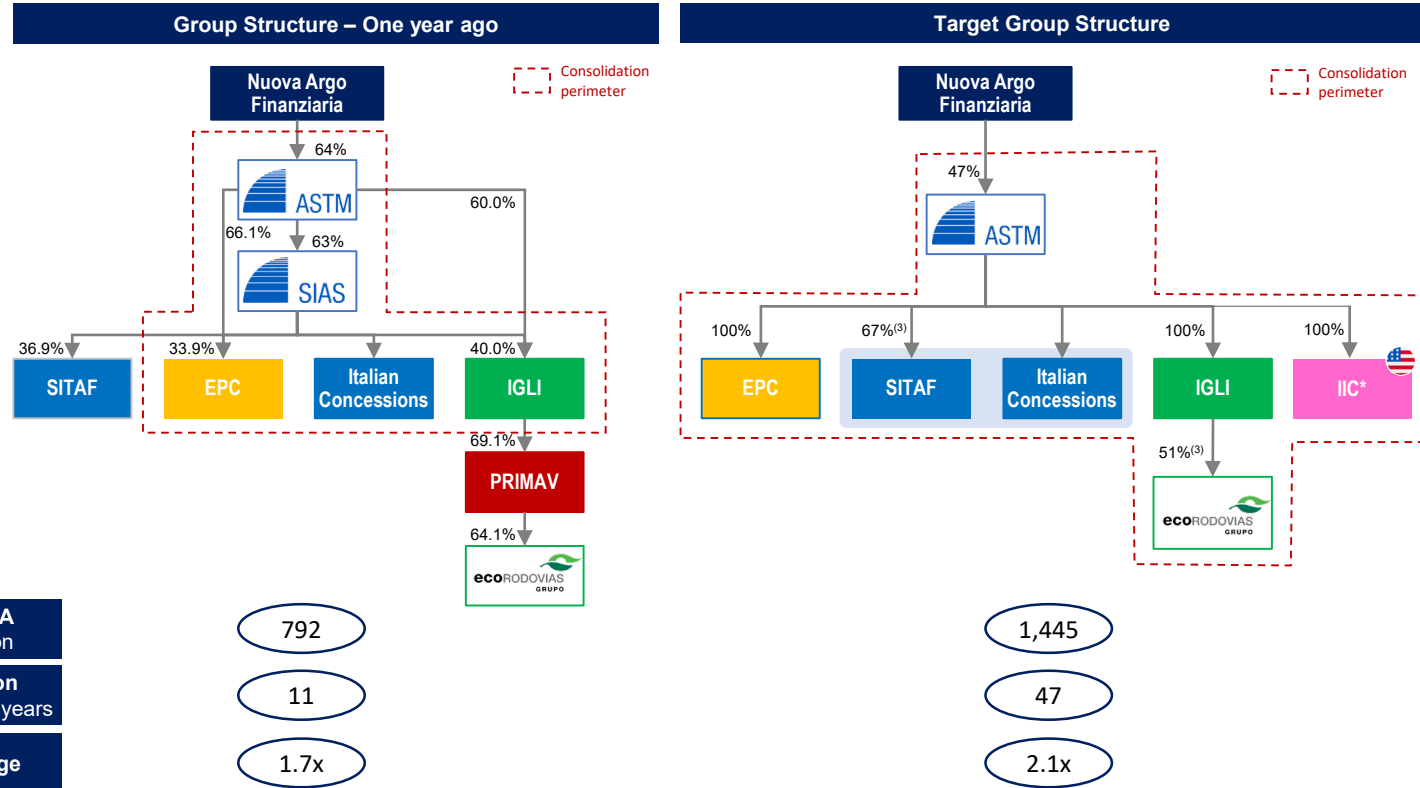 Group Structure – One year ago
Target Group Structure
Nuova Argo
Finanziaria
Consolidation
perimeter
64%
ASTM
60.0%
66.1%
63%
SIAS
36.9%
33.9%
40.0%
SITAF
EPC
Italian
Concessions
IGLI
69.1%
PRIMAV
64.1%
ecoRODOVIAS
GRUPO
Nuova Argo
Finanziaria
Consolidation
perimeter
47%
ASTM
100%
67%(3)
100%
100%
EPC
SITAF
Italian
Concessions
IGLI
IIC*
51%(3)
ecoRODOVIAS
GRUPO
A
on
792
1,445
on
years
11
47
ge
1.7x
2.1x